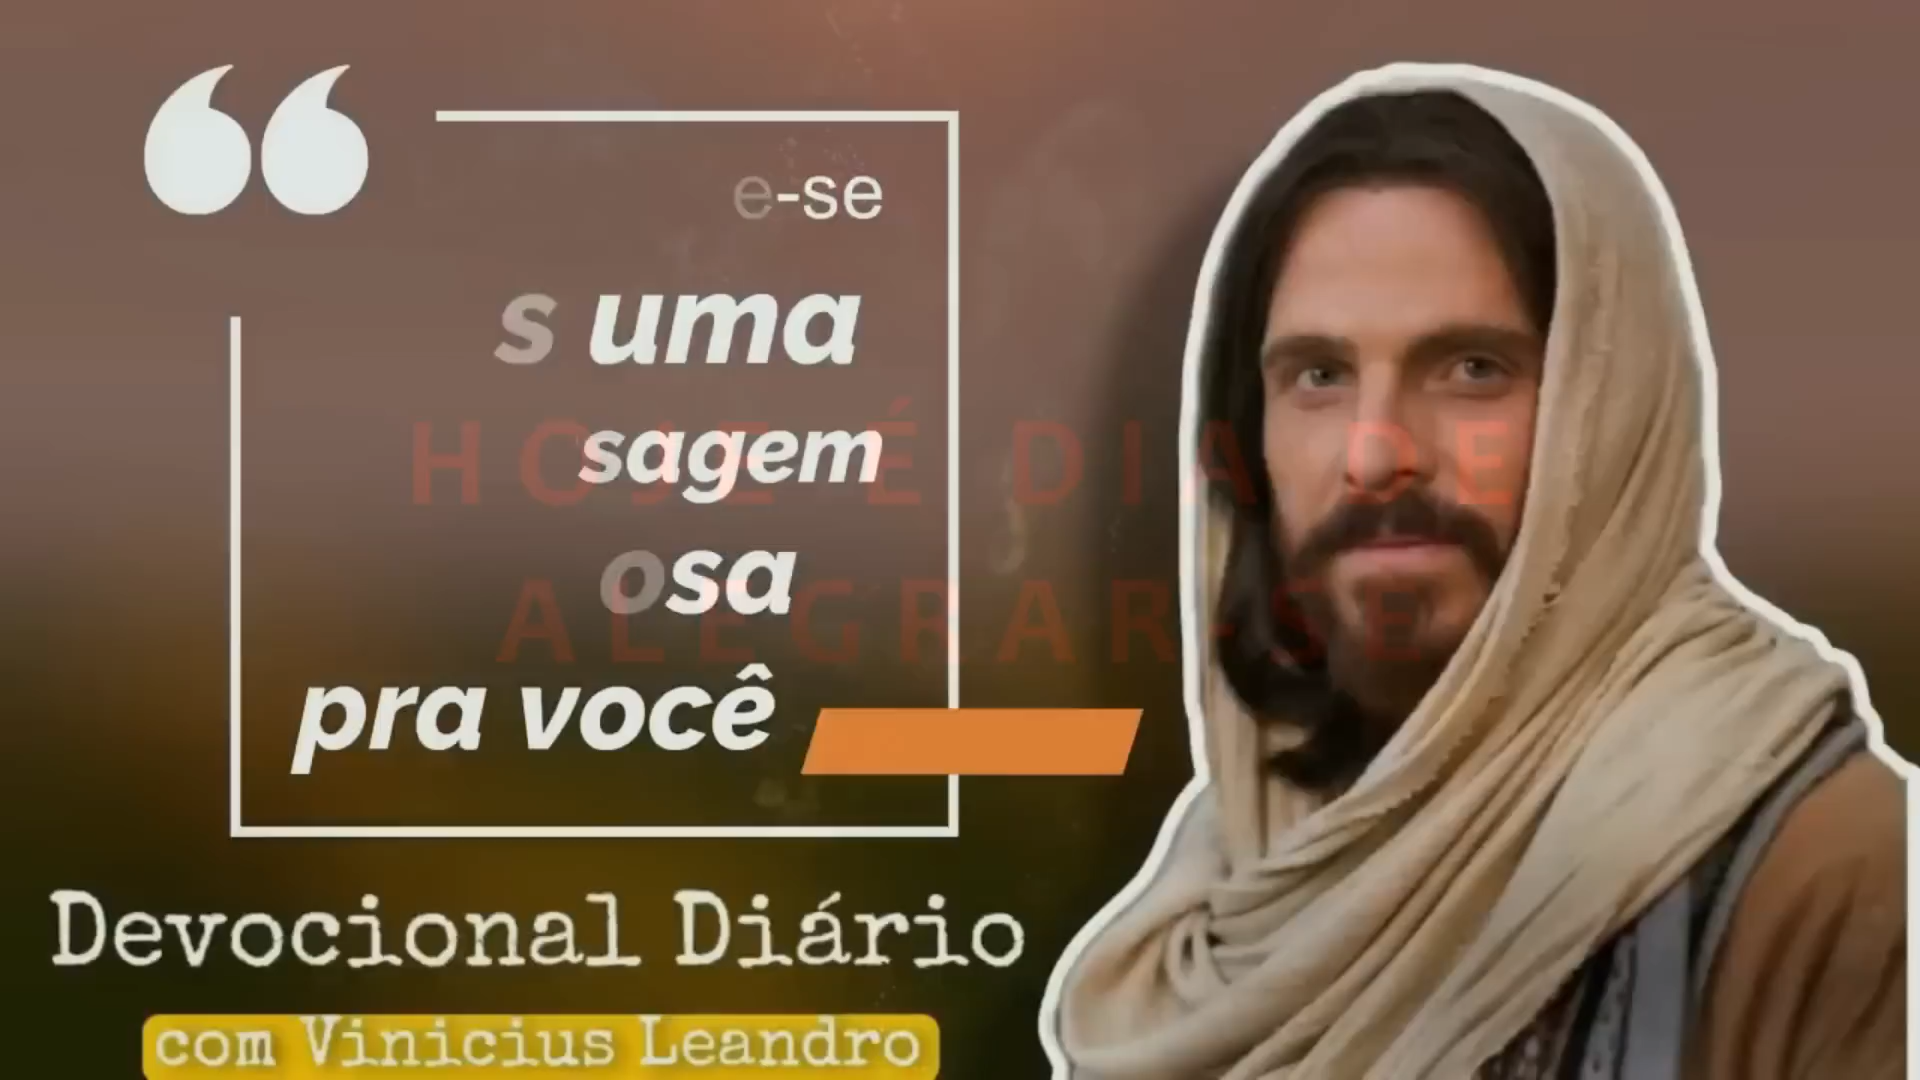 e-se
s uma
sagem
osa
pra você
HOJE É DIA DE
ALEGRAR-SE
Devocional Diário
com Vinicius Leandro